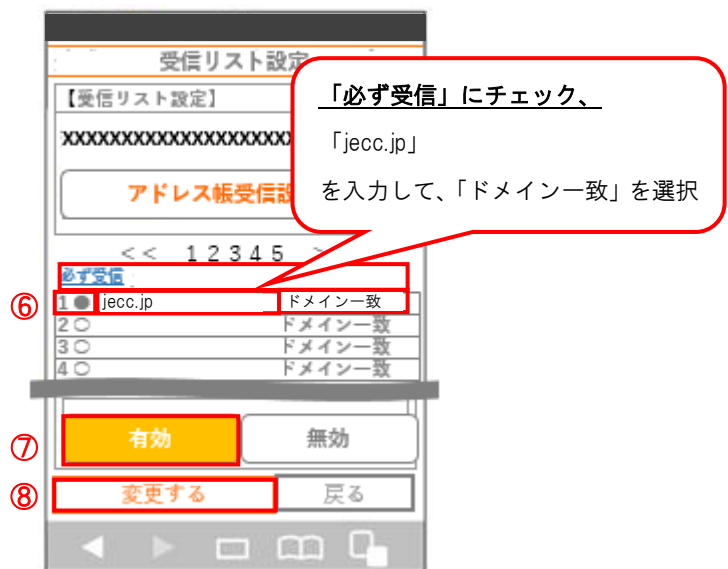 受信リスト設定
【受信リスト設定】
「必ず受信」にチェック、
「jecc.jp」
を入力して、「ドメイン一致」を選択
XXXXXXXXXXXXXXXXXXXX
アドレス帳受信設
<< 1 2 3 4 5 >
必ず受信
⑥ 1 ● jecc.jp ドメイン一致
2 ○ ドメイン一致
3 ○ ドメイン一致
4 ○ ドメイン一致
⑦ 有効 無効
⑧ 変更する 戻る